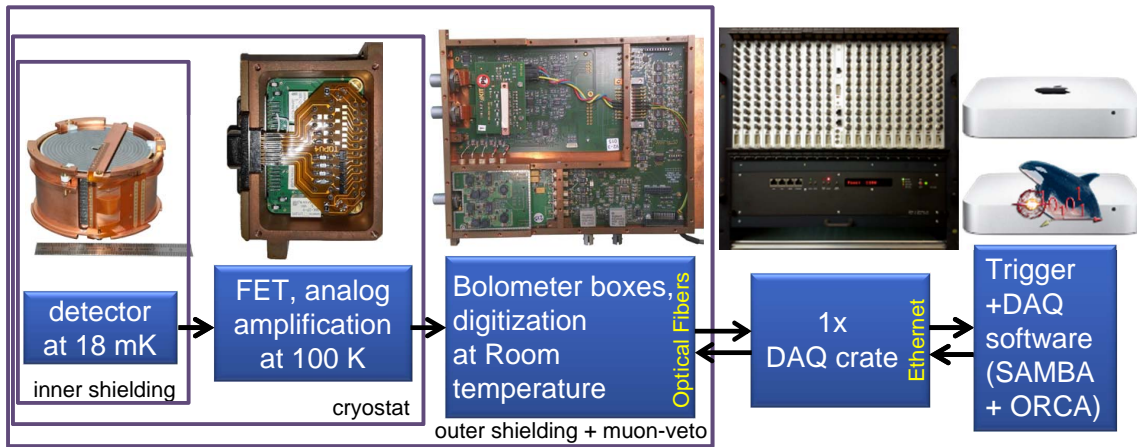 detector
at 18 mK
inner shielding
FET, analog
amplification
at 100 K
cryostat
Bolometer boxes,
digitization
at Room
temperature
Optical Fibers
outer shielding + muon-veto
1x
DAQ crate
Ethernet
Trigger
+DAQ
software
(SAMBA
+ ORCA)